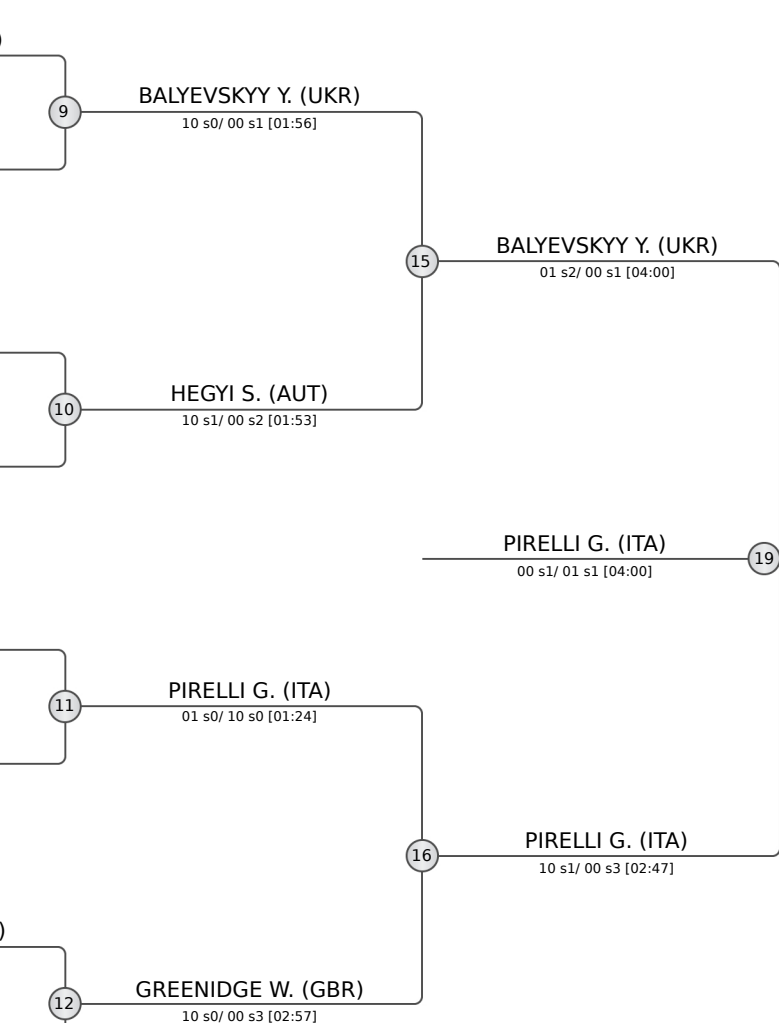 )
9
BALYEVSKYY Y. (UKR)
10 s0/ 00 s1 [01:56]
15
BALYEVSKYY Y. (UKR)
01 s2/ 00 s1 [04:00]
10
HEGYI S. (AUT)
10 s1/ 00 s2 [01:53]
PIRELLI G. (ITA)
00 s1/ 01 s1 [04:00]
19
11
PIRELLI G. (ITA)
01 s0/ 10 s0 [01:24]
16
PIRELLI G. (ITA)
10 s1/ 00 s3 [02:47]
)
12
GREENIDGE W. (GBR)
10 s0/ 00 s3 [02:57]